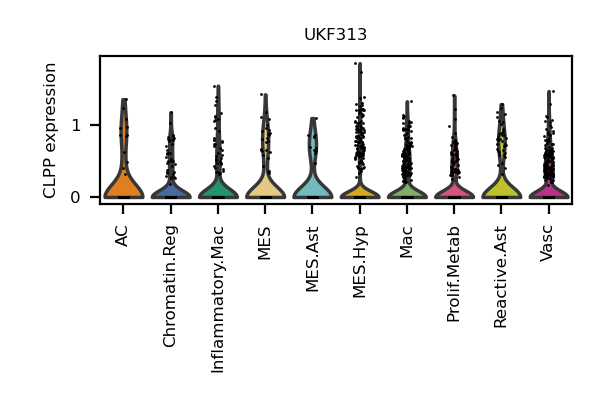 UKF313
CLPP expression
1
0
AC
Chromatin.Reg
Inflammatory.Mac
MES
MES.Ast
MES.Hyp
Mac
Prolif.Metab
Reactive.Ast
Vasc